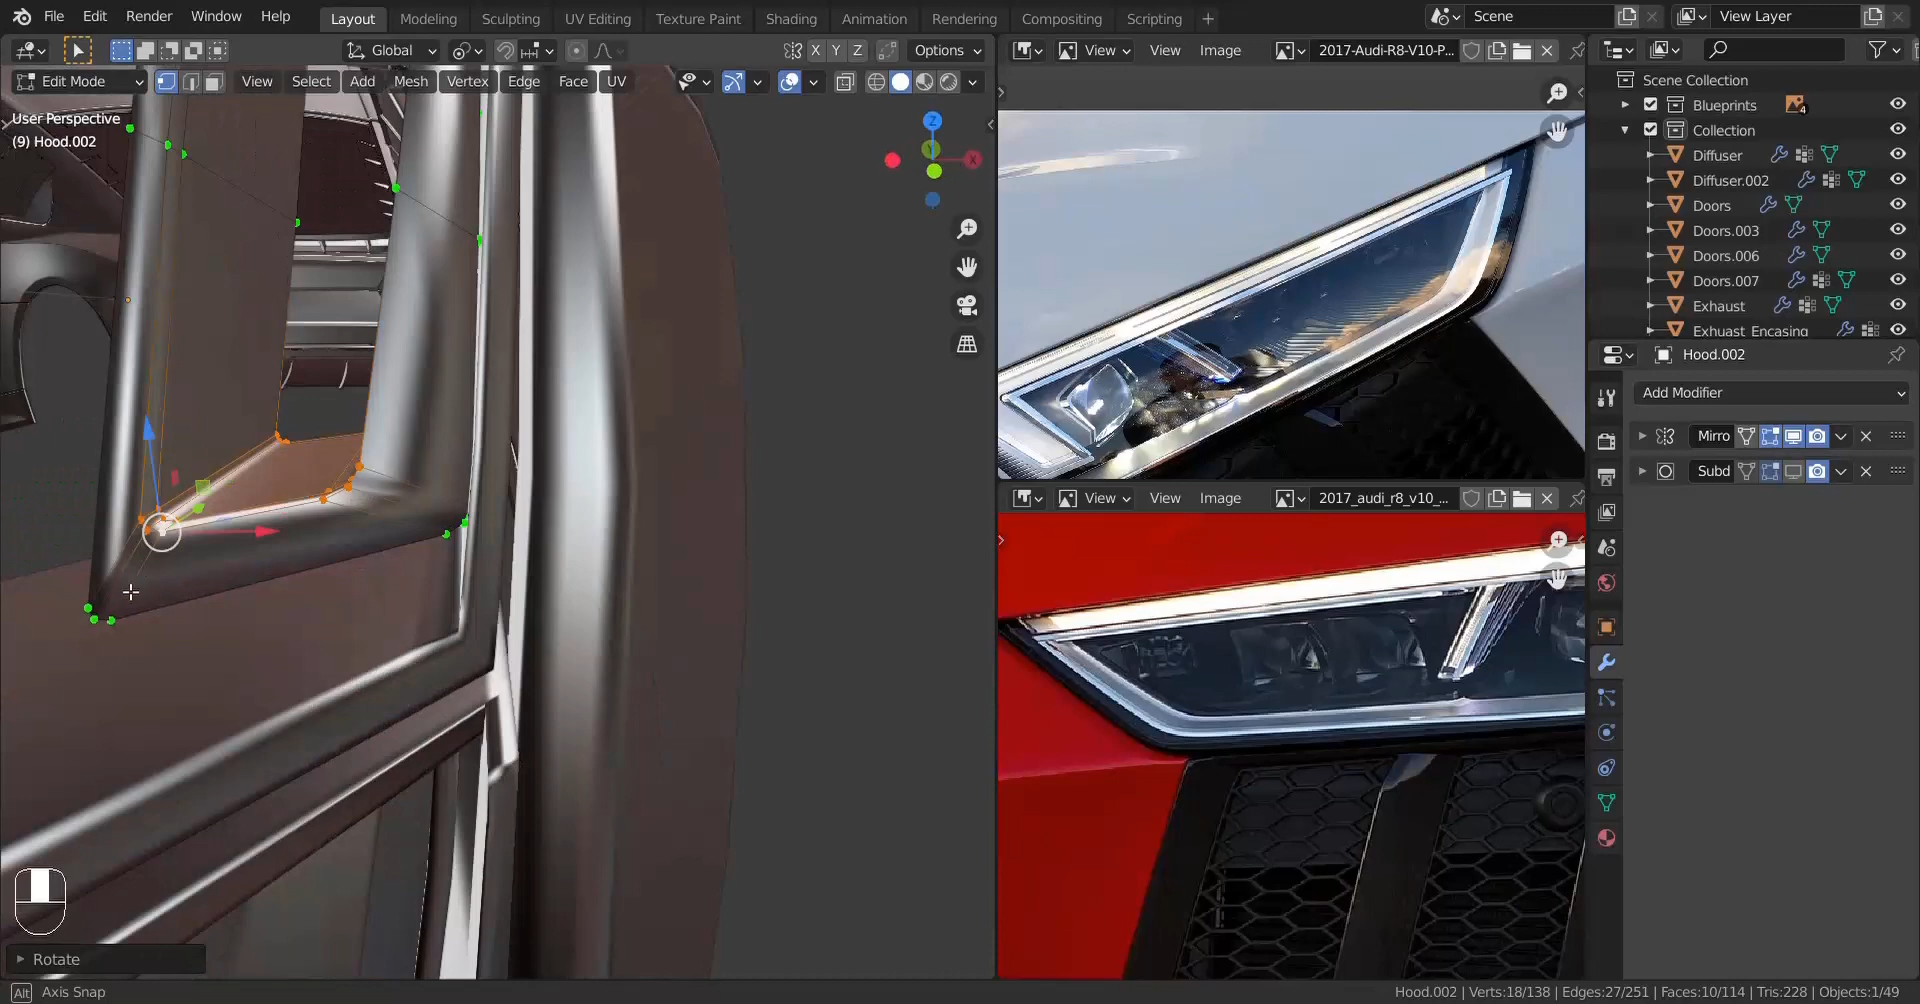 File Edit Render Window Help Layout Modeling Sculpting UV Editing Texture Paint Shading Animation Rendering Compositing Scripting + Scene View Layer
Global X Y Z Options
View View Image 2017-Audi-R8-V10-P...
Edit Mode View Select Add Mesh Vertex Edge Face UV
User Perspective
(9) Hood.002
Z
Y
X
Scene Collection
Blueprints 4
Collection
Diffuser
Diffuser.002
Doors
Doors.003
Doors.006
Doors.007
Exhaust
Exhuast Encasing
Hood.002
Add Modifier
Mirro
Subd
View View Image 2017_audi_r8_v10_...
Rotate
Alt Axis Snap
Hood.002 | Verts:18/138 | Edges:27/251 | Faces:10/114 | Tris:228 | Objects:1/49